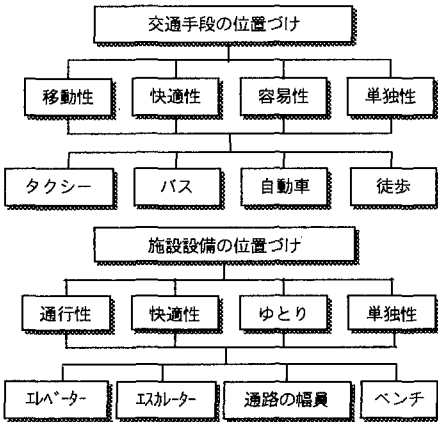 交通手段の位置づけ
移動性 快適性 容易性 単独性
タクシー バス 自動車 徒歩
施設設備の位置づけ
通行性 快適性 ゆとり 単独性
ｴﾚﾍﾞｰﾀｰ ｴｽｶﾚｰﾀｰ 通路の幅員 ベンチ